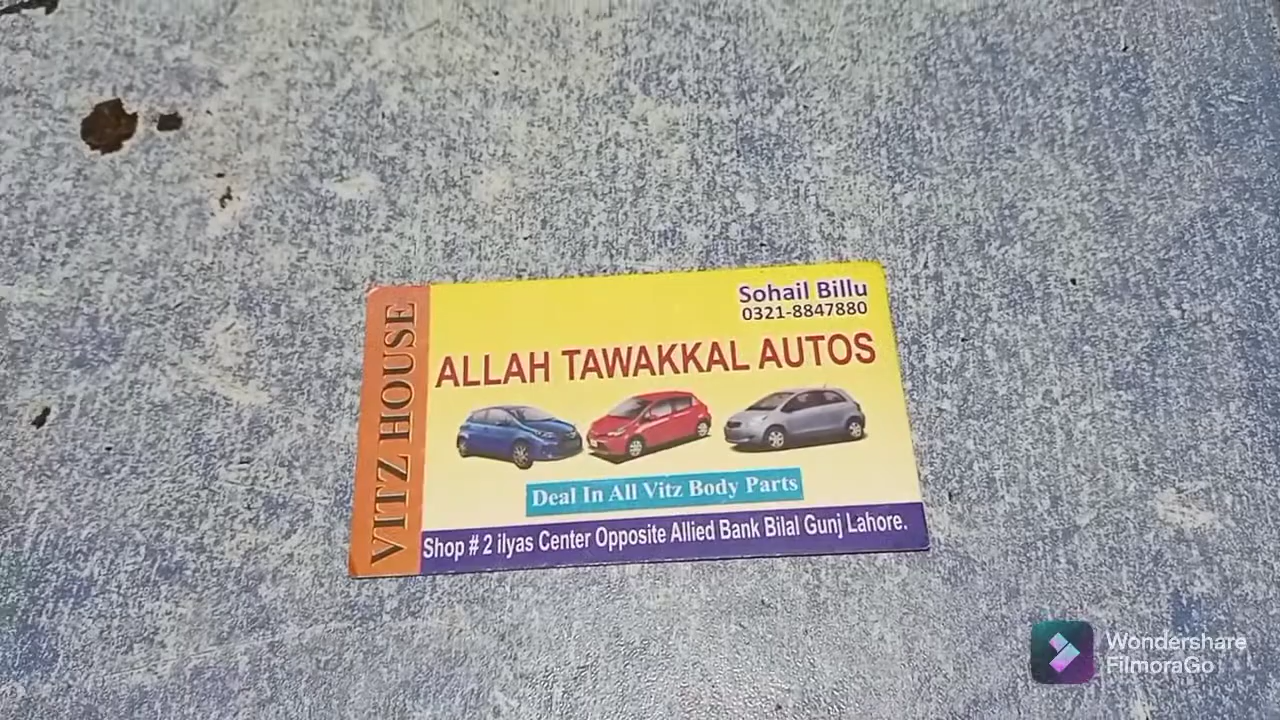 VITZ HOUSE
Sohail Billu
0321-8847880
ALLAH TAWAKKAL AUTOS
Deal In All Vitz Body Parts
Shop # 2 ilyas Center Opposite Allied Bank Bilal Gunj Lahore.
Wondershare
FilmoraGo